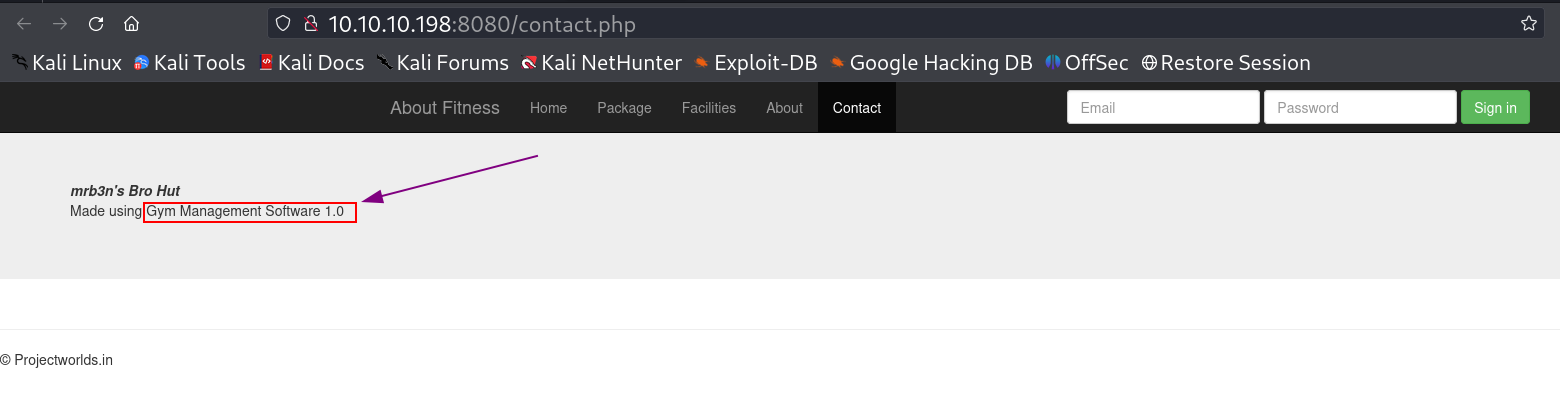 10.10.10.198:8080/contact.php
Kali Linux Kali Tools Kali Docs Kali Forums Kali NetHunter Exploit-DB Google Hacking DB OffSec Restore Session
About Fitness Home Package Facilities About Contact Email Password Sign in
mrb3n's Bro Hut
Made using Gym Management Software 1.0
© Projectworlds.in